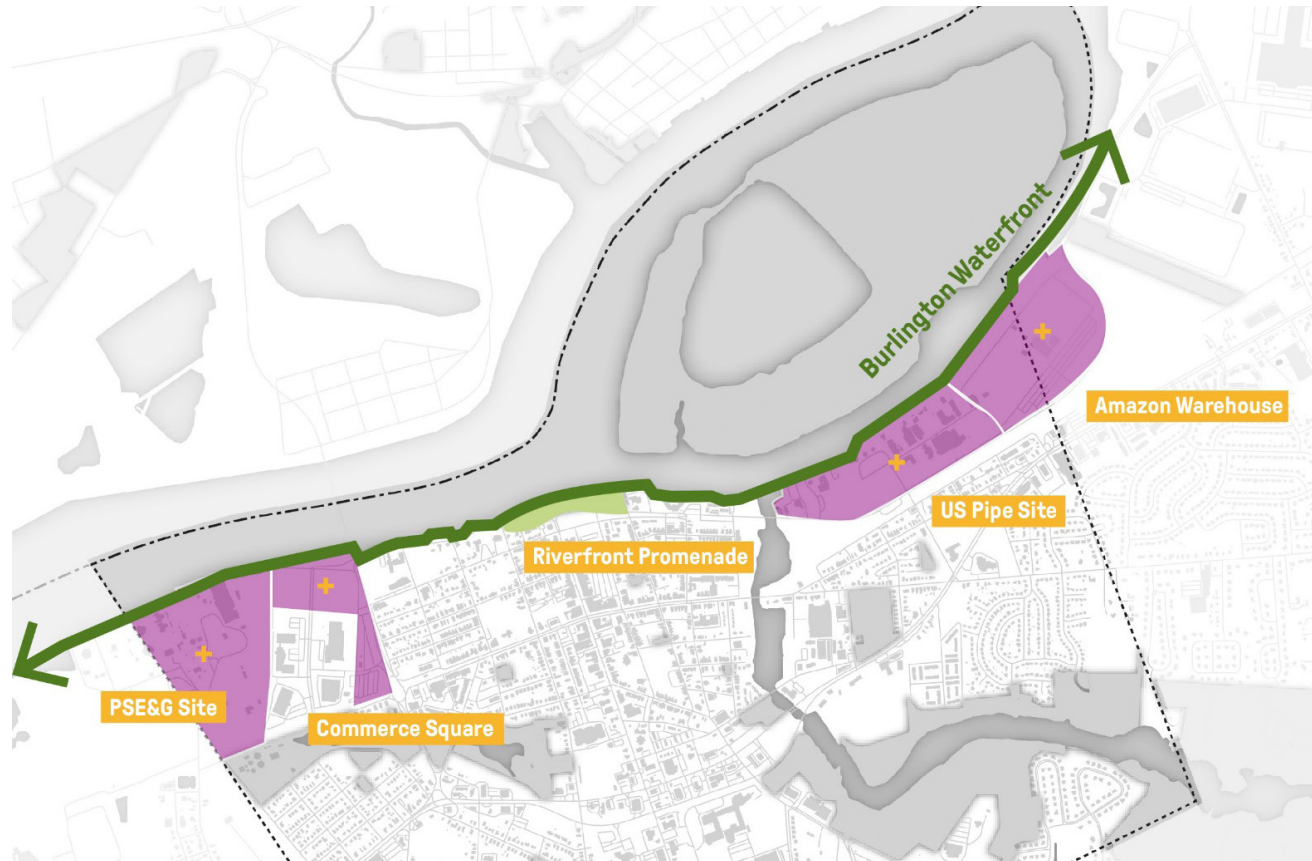 Burlington Waterfront
Amazon Warehouse
US Pipe Site
Riverfront Promenade
PSE&G Site
Commerce Square